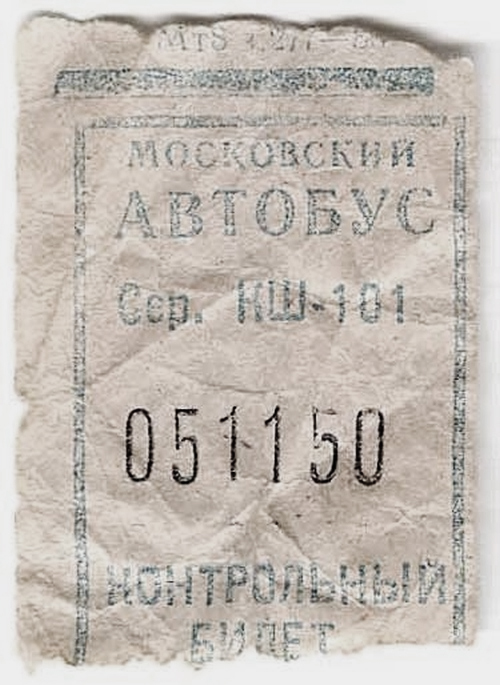 МОСКОВСКИЙ
АВТОБУС
Сер. КШ-101
051150
КОНТРОЛЬНЫЙ
БИЛЕТ